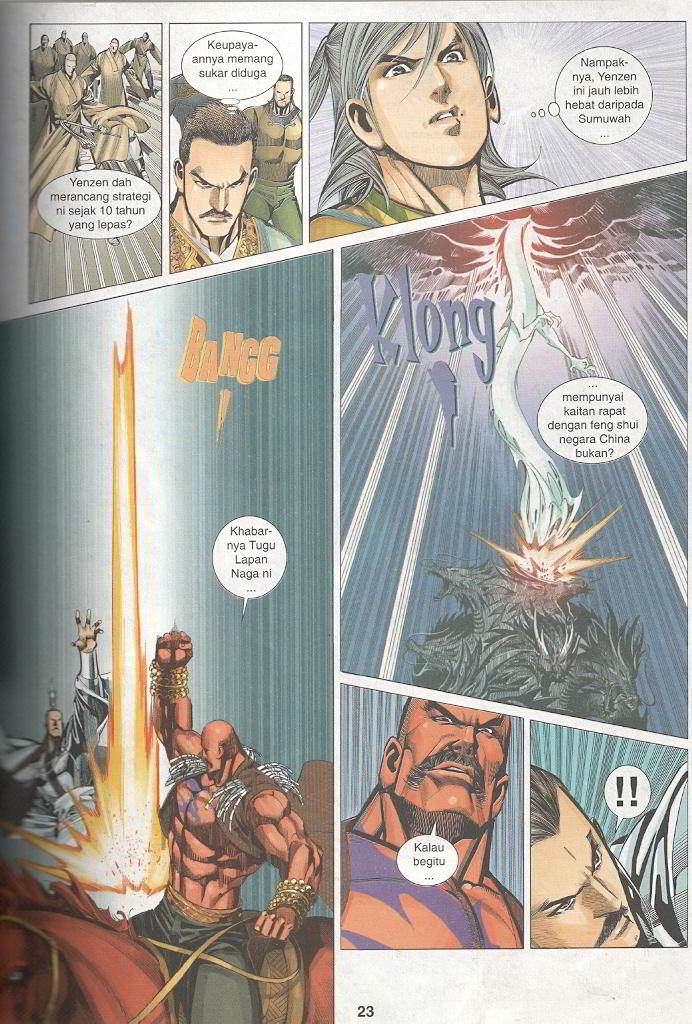 Yenzen dah
merancang strategi
ni sejak 10 tahun
yang lepas?
Keupaya-
annya memang
sukar diduga
...
Nampak-
nya, Yenzen
ini jauh lebih
hebat daripada
Sumuwah
...
BANGG
!
Khabar-
nya Tugu
Lapan
Naga ni
...
Klong
!
...
mempunyai
kaitan rapat
dengan feng shui
negara China
bukan?
Kalau
begitu
...
!!
23